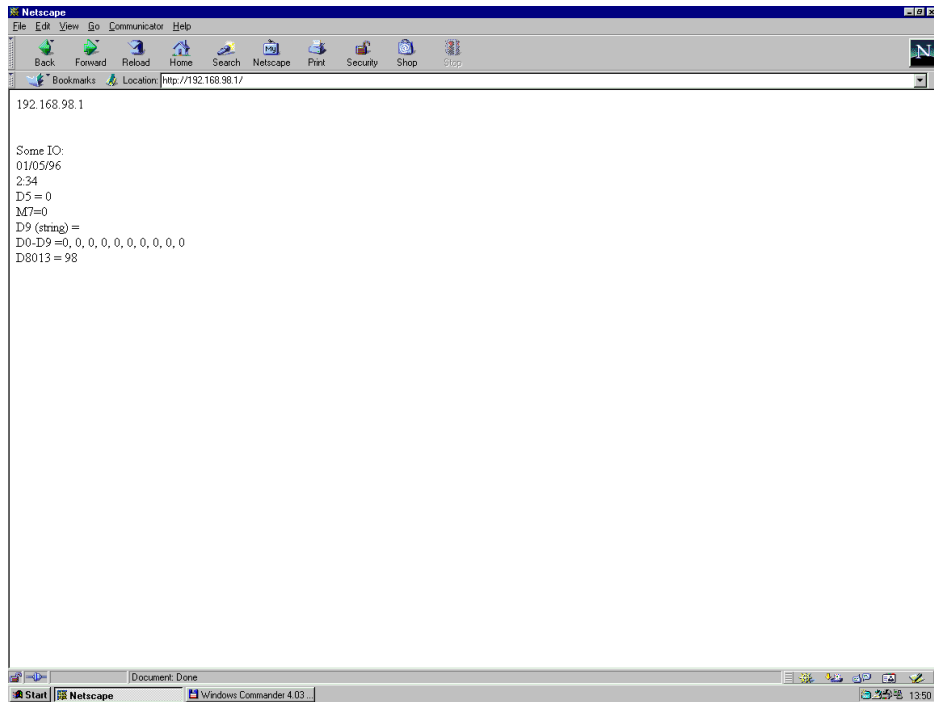 Netscape
File Edit View Go Communicator Help
My
N
Back Forward Reload Home Search Netscape Print Security Shop Stop
Bookmarks Location: http://192.168.98.1/
192.168.98.1
Some IO:
01/05/96
2:34
D5 = 0
M7=0
D9 (string) =
D0-D9 =0, 0, 0, 0, 0, 0, 0, 0, 0, 0
D8013 = 98
Document: Done
Start Netscape Windows Commander 4.03 ... 13:50